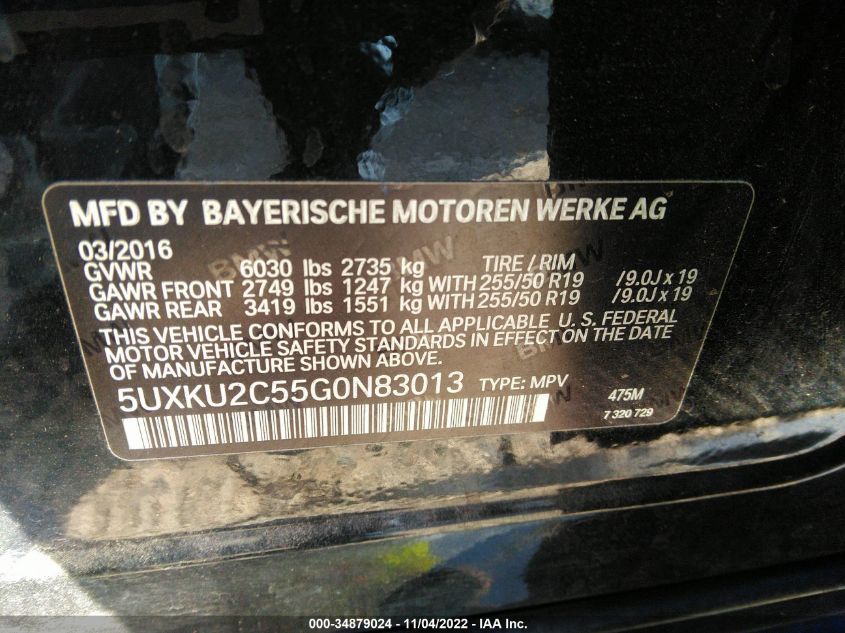 MFD BY BAYERISCHE MOTOREN WERKE AG
03/2016
GVWR 6030 lbs 2735 kg TIRE / RIM
GAWR FRONT 2749 lbs 1247 kg WITH 255/50 R19 /9.0J x 19
GAWR REAR 3419 lbs 1551 kg WITH 255/50 R19 /9.0J x 19
THIS VEHICLE CONFORMS TO ALL APPLICABLE U. S. FEDERAL
MOTOR VEHICLE SAFETY STANDARDS IN EFFECT ON THE DATE
OF MANUFACTURE SHOWN ABOVE.
5UXKU2C55G0N83013 TYPE: MPV 475M
7 320 729
000-34879024 - 11/04/2022 - IAA Inc.